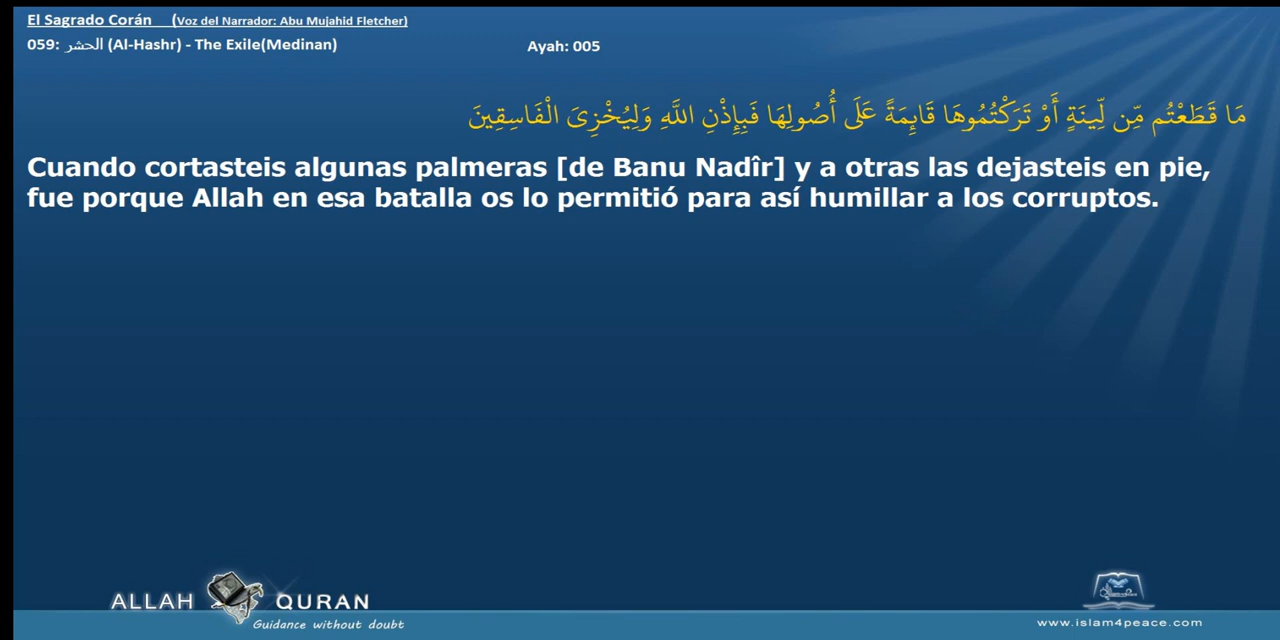 El Sagrado Corán (Voz del Narrador: Abu Mujahid Fletcher)
059: الحشر (Al-Hashr) - The Exile(Medinan) Ayah: 005
مَا قَطَعْتُم مِّن لِّينَةٍ أَوْ تَرَكْتُمُوهَا قَائِمَةً عَلَى أُصُولِهَا فَبِإِذْنِ اللَّهِ وَلِيُخْزِيَ الْفَاسِقِينَ
Cuando cortasteis algunas palmeras [de Banu Nadîr] y a otras las dejasteis en pie,
fue porque Allah en esa batalla os lo permitió para así humillar a los corruptos.
ALLAH QURAN
Guidance without doubt
www.islam4peace.com